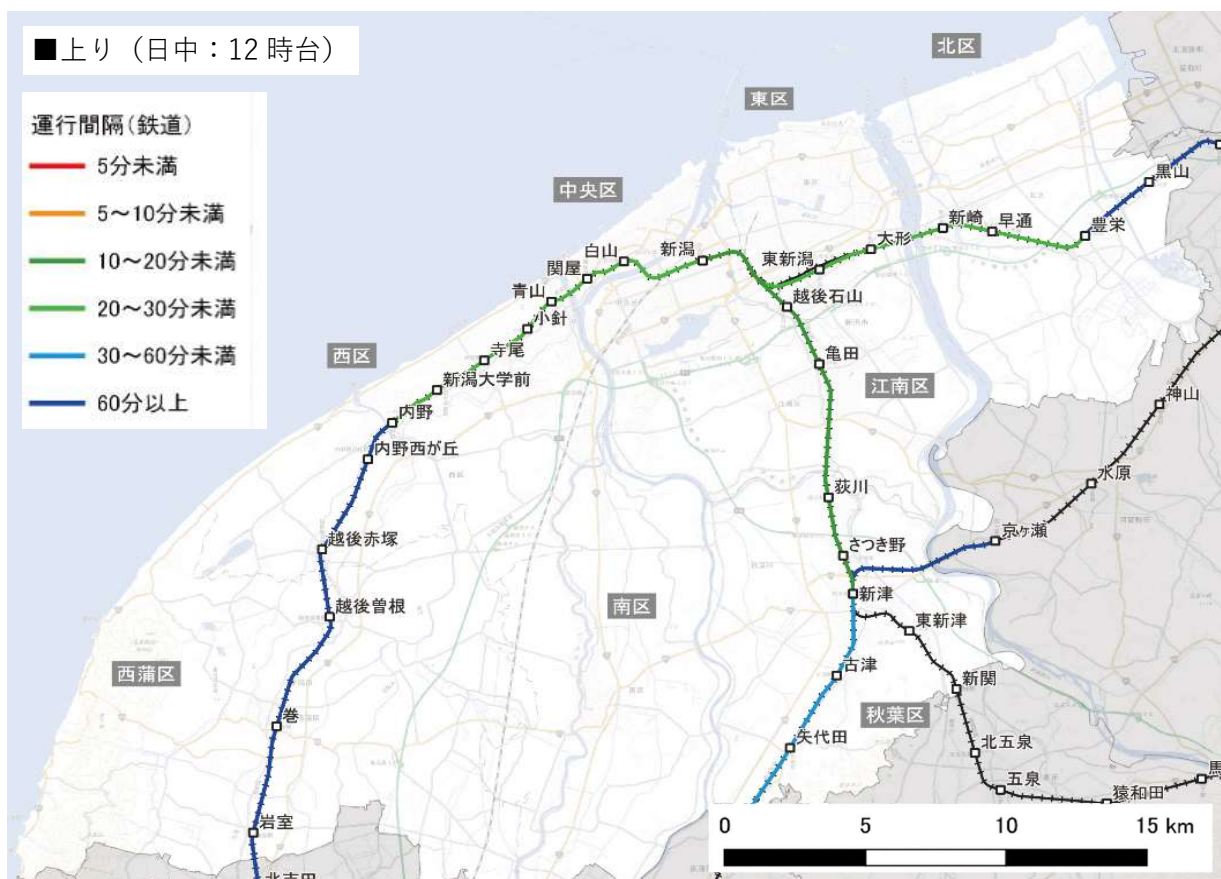 ■上り（日中：12時台）
運行間隔(鉄道)
5分未満
5～10分未満
10～20分未満
20～30分未満
30～60分未満
60分以上
北区
東区
中央区
西区
江南区
南区
西蒲区
秋葉区
黒山
豊栄
早通
新崎
大形
東新潟
新潟
白山
関屋
青山
小針
寺尾
新潟大学前
内野
内野西が丘
越後赤塚
越後曽根
巻
岩室
北吉田
越後石山
亀田
荻川
さつき野
新津
古津
矢代田
神山
水原
京ヶ瀬
東新津
新関
北五泉
五泉
猿和田
馬
0 5 10 15 km